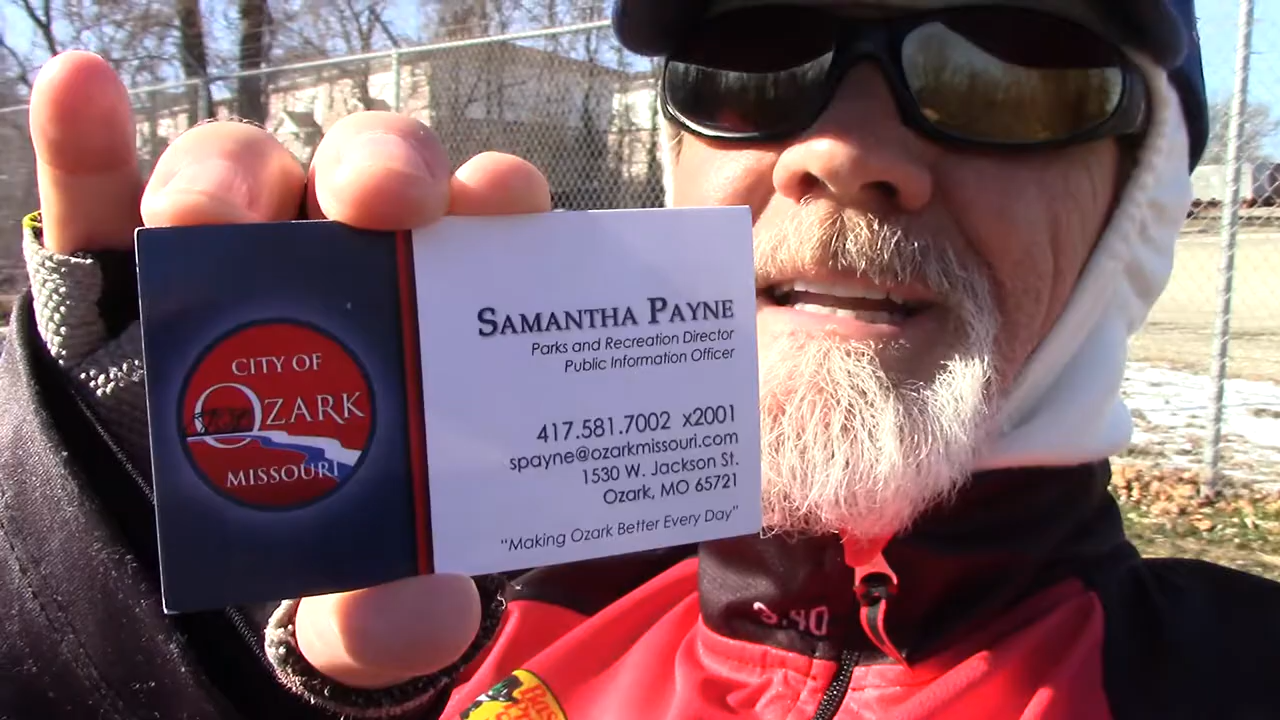 CITY OF
OZARK
MISSOURI
SAMANTHA PAYNE
Parks and Recreation Director
Public Information Officer
417.581.7002 x2001
spayne@ozarkmissouri.com
1530 W. Jackson St.
Ozark, MO 65721
"Making Ozark Better Every Day"